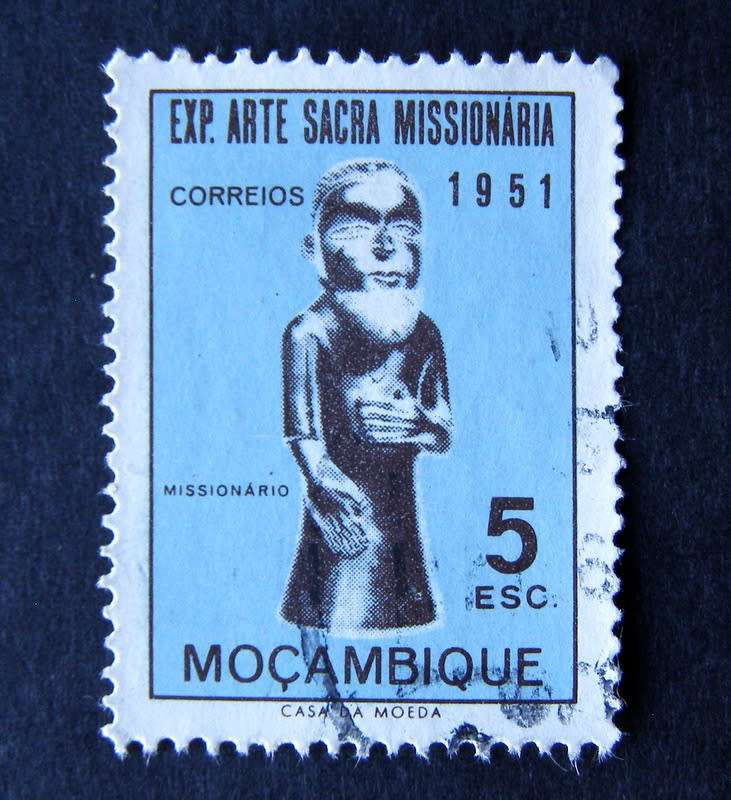 EXP. ARTE SACRA MISSIONÁRIA
CORREIOS
1951
MISSIONÁRIO
5
ESC.
MOÇAMBIQUE
CASA DA MOEDA